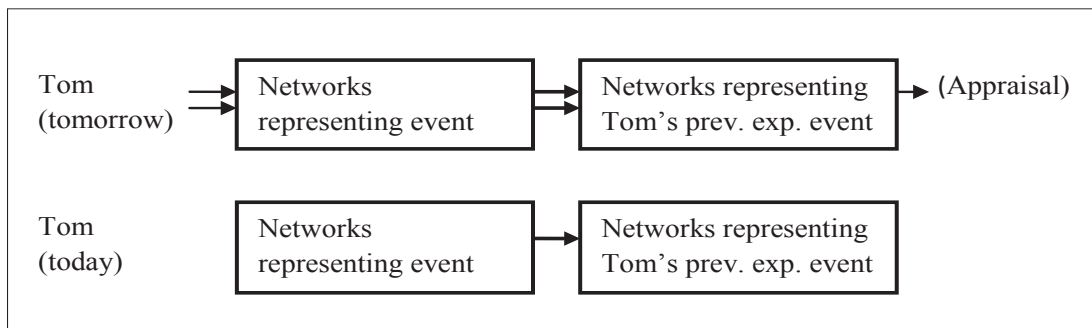 Tom
(tomorrow)
Networks
representing event
Networks representing
Tom’s prev. exp. event
(Appraisal)
Tom
(today)
Networks
representing event
Networks representing
Tom’s prev. exp. event